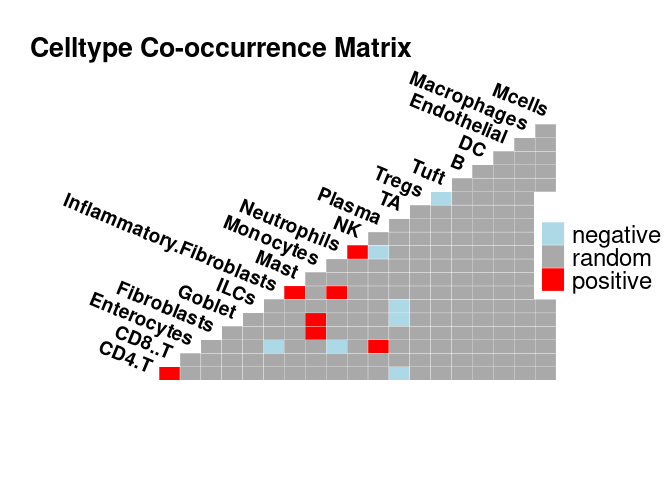 Celltype Co-occurrence Matrix
Mcells
Macrophages
Endothelial
DC
B
Tuft
Tregs
TA
Plasma
NK
Neutrophils
Monocytes
Mast
Inflammatory.Fibroblasts
ILCs
Goblet
Fibroblasts
Enterocytes
CD8..T
CD4.T
negative
random
positive